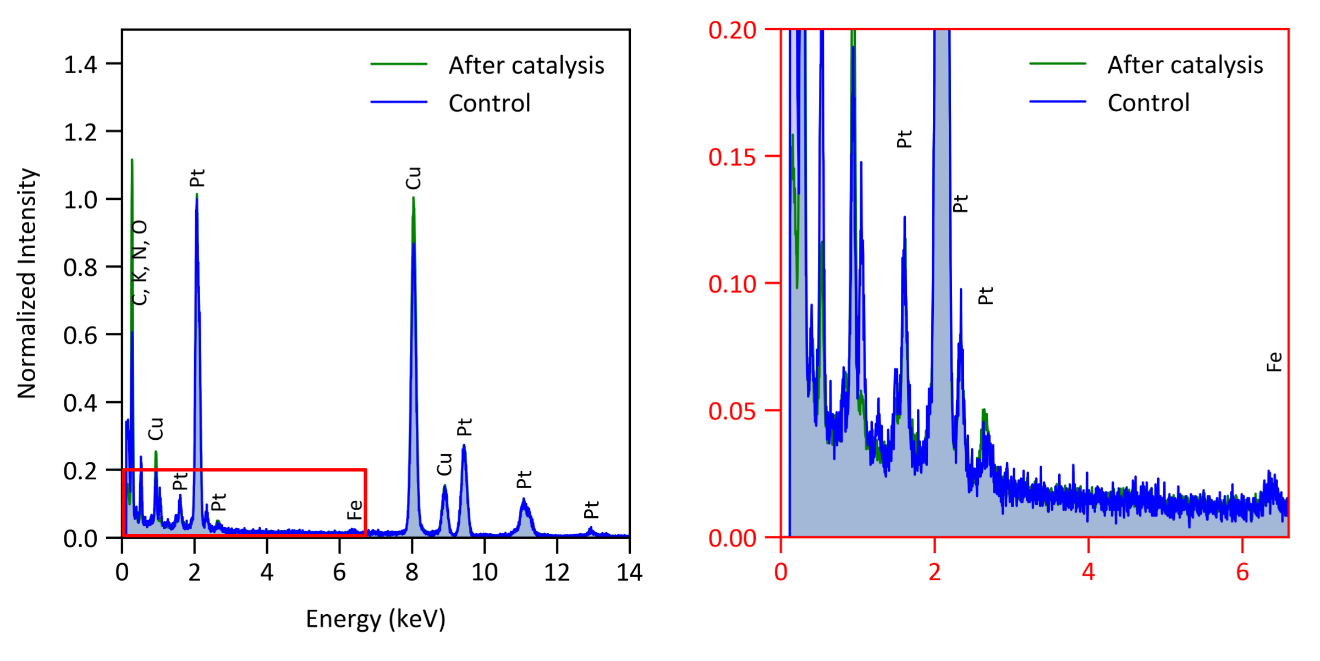 Normalized Intensity
1.4
1.2
1.0
0.8
0.6
0.4
0.2
0.0
After catalysis
Control
C, K, N, O
Cu
Pt
Pt
Pt
Fe
Cu
Cu
Pt
Pt
Pt
0 2 4 6 8 10 12 14
Energy (keV)
0.20
0.15
0.10
0.05
0.00
After catalysis
Control
Pt
Pt
Pt
Fe
0 2 4 6